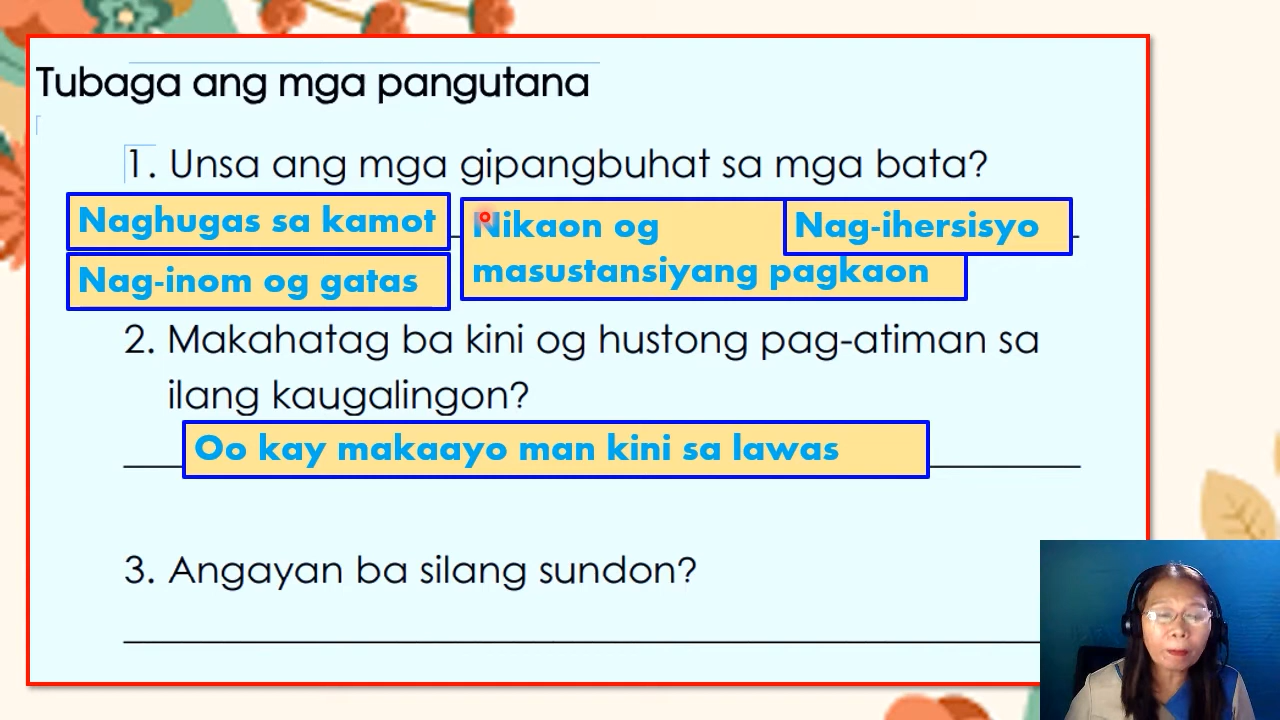 Tubaga ang mga pangutana
1. Unsa ang mga gipangbuhat sa mga bata?
Naghugas sa kamot
Nikaon og
masustansiyang pagkaon
Nag-ihersisyo
Nag-inom og gatas
2. Makahatag ba kini og hustong pag-atiman sa
ilang kaugalingon?
Oo kay makaayo man kini sa lawas
3. Angayan ba silang sundon?